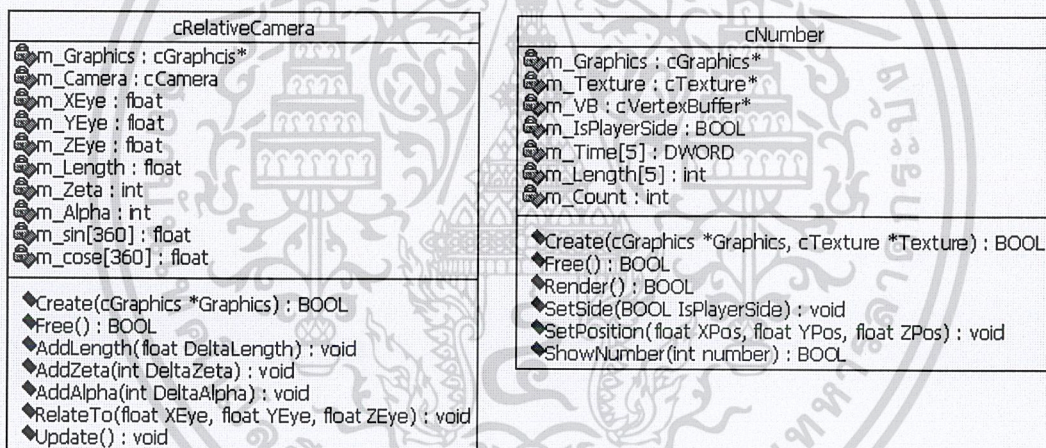 cRelativeCamera
m_Graphics : cGraphcis*
m_Camera : cCamera
m_XEye : float
m_YEye : float
m_ZEye : float
m_Length : float
m_Zeta : int
m_Alpha : int
m_sin[360] : float
m_cose[360] : float
Create(cGraphics *Graphics) : BOOL
Free() : BOOL
AddLength(float DeltaLength) : void
AddZeta(int DeltaZeta) : void
AddAlpha(int DeltaAlpha) : void
RelateTo(float XEye, float YEye, float ZEye) : void
Update() : void
cNumber
m_Graphics : cGraphics*
m_Texture : cTexture*
m_VB : cVertexBuffer*
m_IsPlayerSide : BOOL
m_Time[5] : DWORD
m_Length[5] : int
m_Count : int
Create(cGraphics *Graphics, cTexture *Texture) : BOOL
Free() : BOOL
Render() : BOOL
SetSide(BOOL IsPlayerSide) : void
SetPosition(float XPos, float YPos, float ZPos) : void
ShowNumber(int number) : BOOL